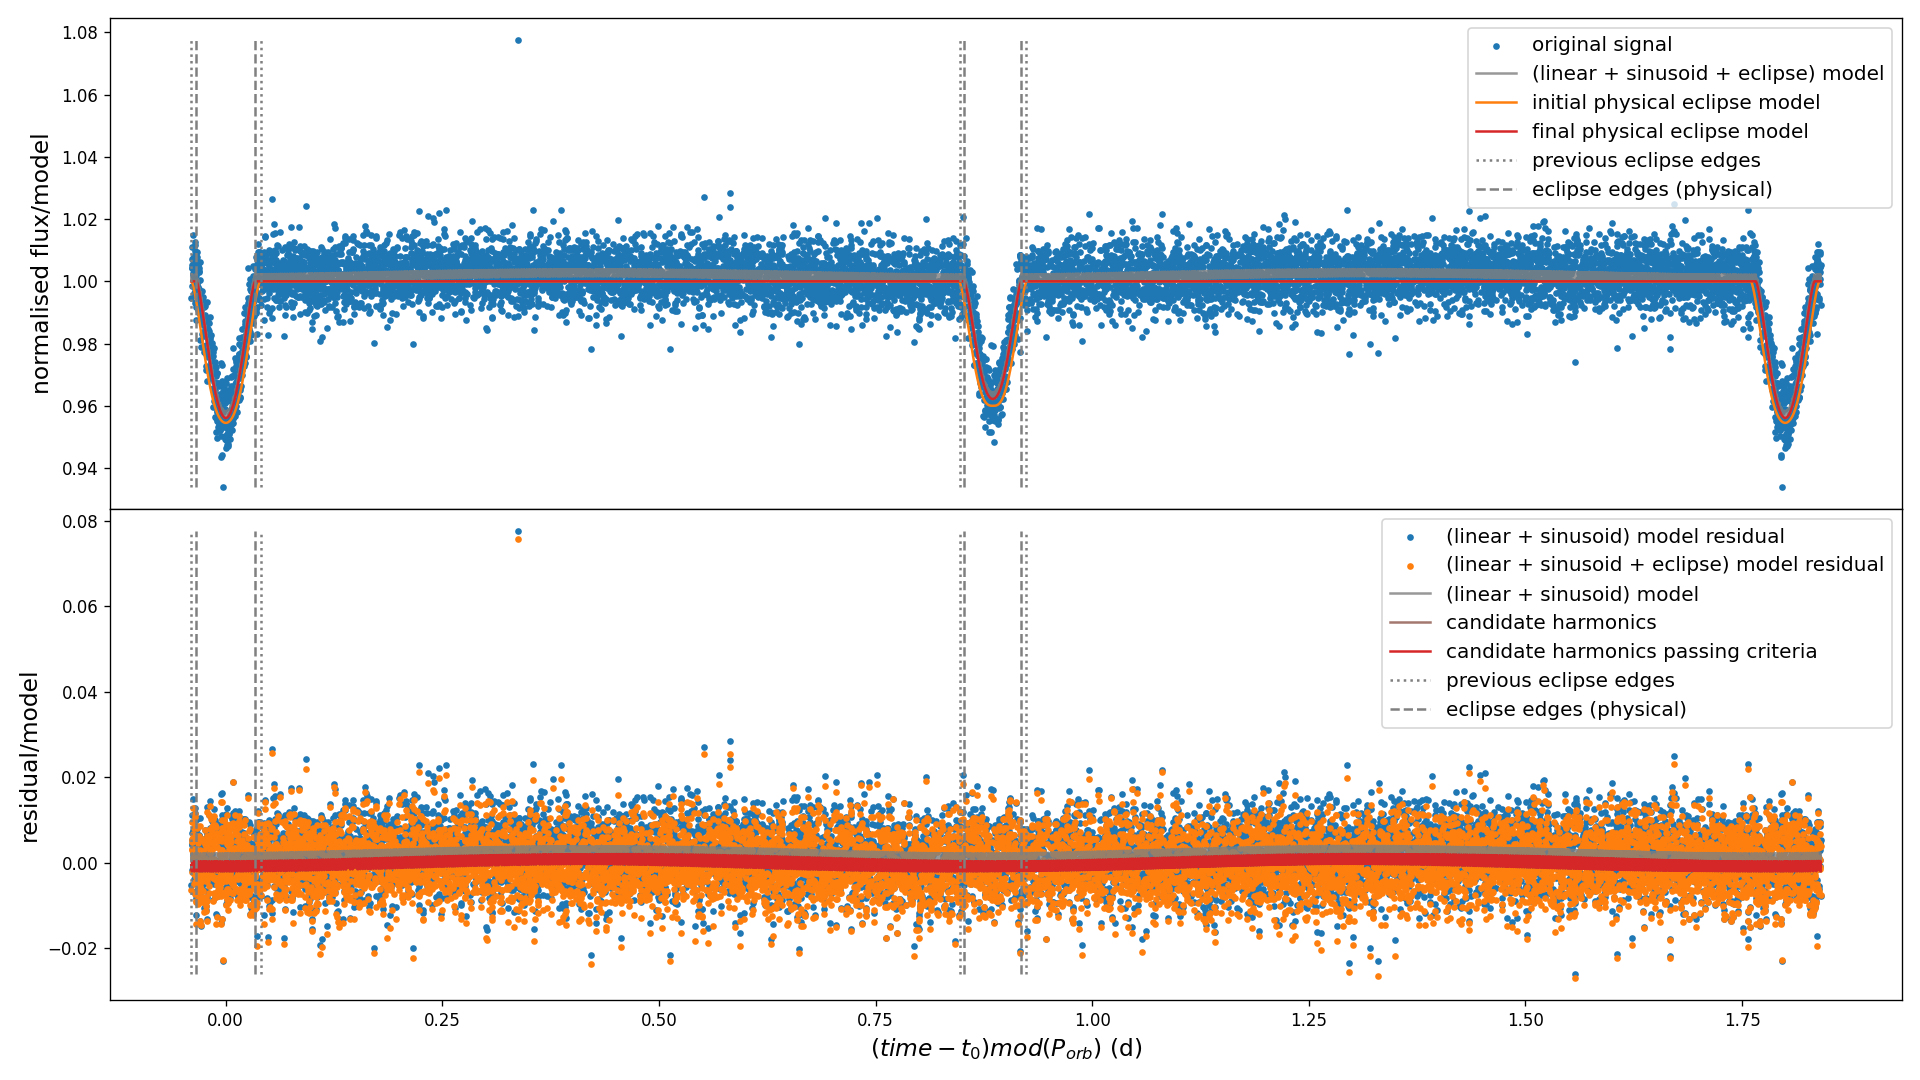 1.08
1.06
1.04
1.02
1.00
0.98
0.96
0.94
normalised flux/model
original signal
(linear + sinusoid + eclipse) model
initial physical eclipse model
final physical eclipse model
previous eclipse edges
eclipse edges (physical)
0.08
0.06
0.04
0.02
0.00
−0.02
residual/model
(linear + sinusoid) model residual
(linear + sinusoid + eclipse) model residual
(linear + sinusoid) model
candidate harmonics
candidate harmonics passing criteria
previous eclipse edges
eclipse edges (physical)
0.00 0.25 0.50 0.75 1.00 1.25 1.50 1.75
(time − t₀)mod(P_orb) (d)